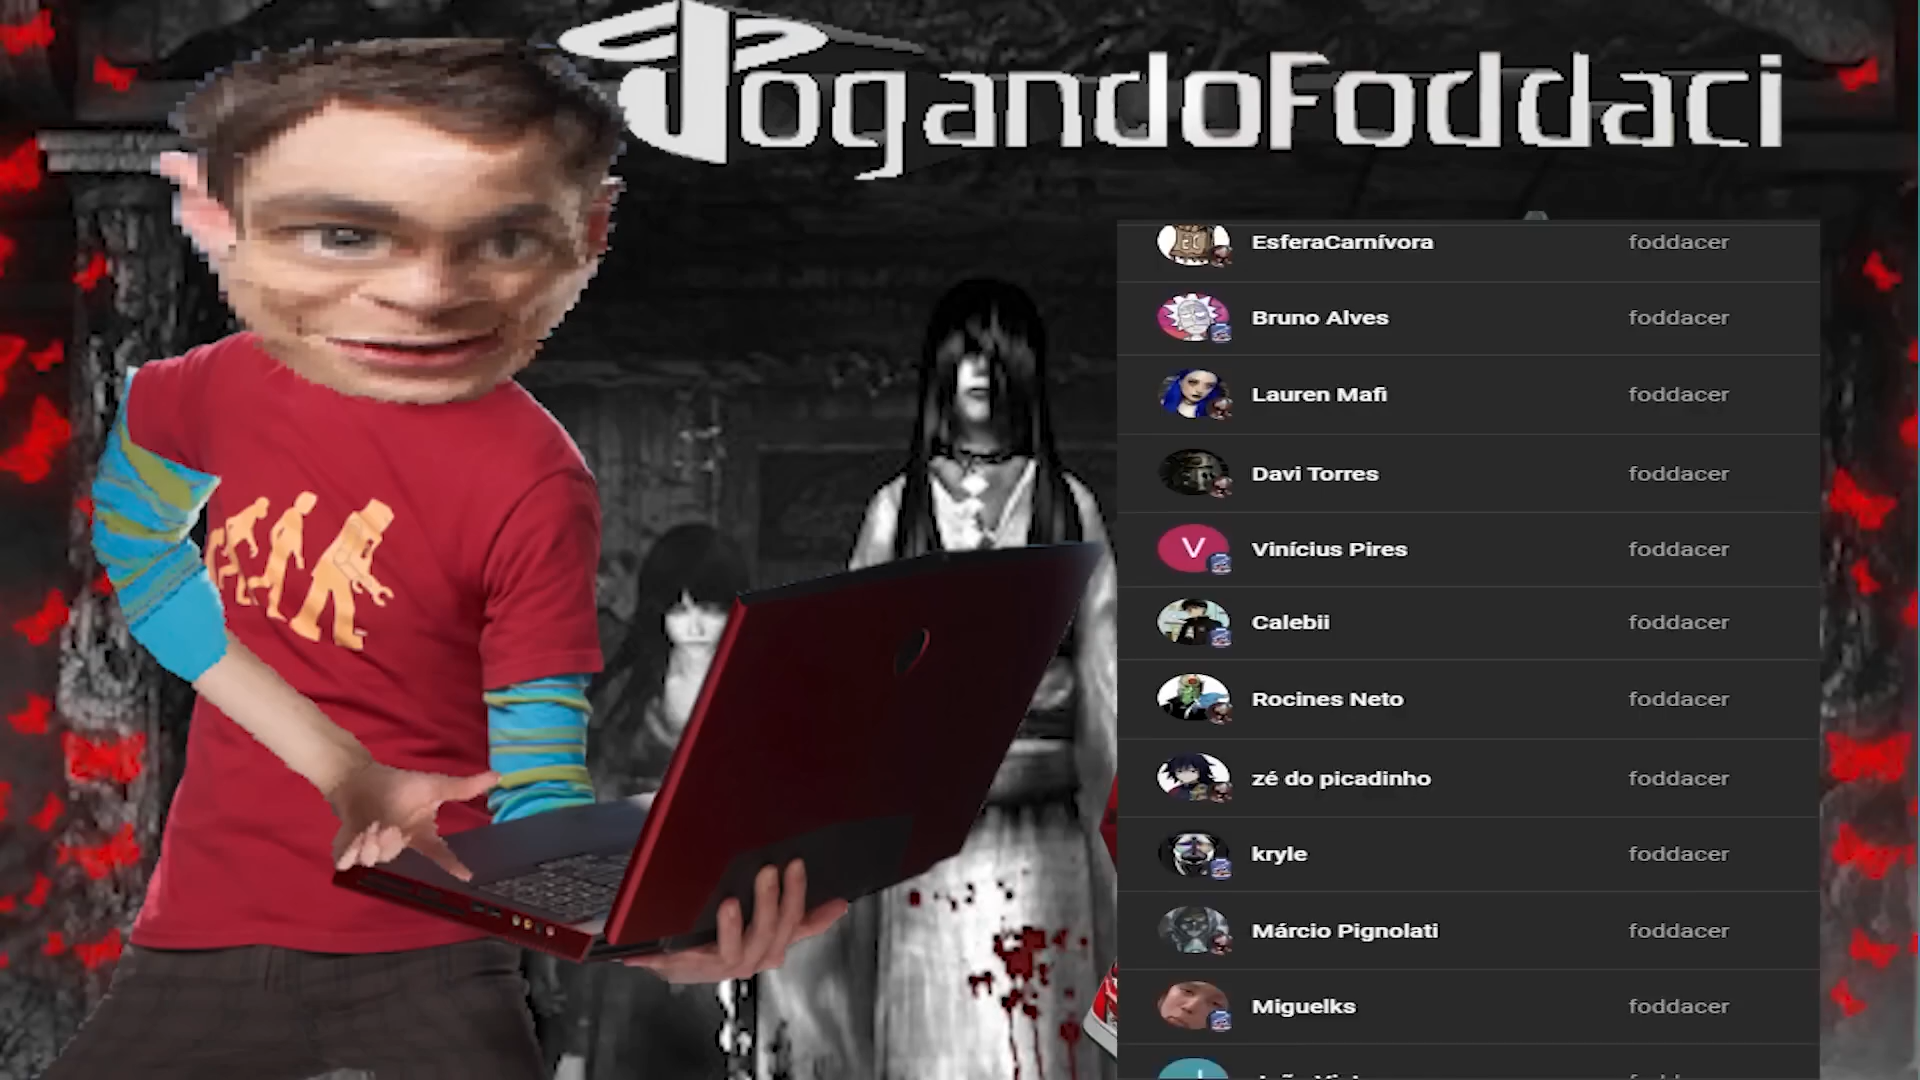 JogandoFoddaci
EsferaCarnívora foddacer
Bruno Alves foddacer
Lauren Mafi foddacer
Davi Torres foddacer
V Vinícius Pires foddacer
Calebii foddacer
Rocines Neto foddacer
zé do picadinho foddacer
kryle foddacer
Márcio Pignolati foddacer
Miguelks foddacer